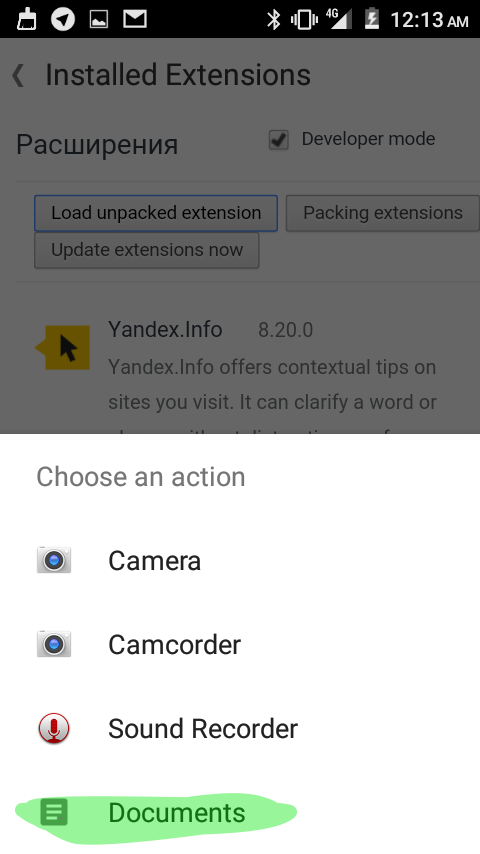 4G 12:13 AM
Installed Extensions
Расширения Developer mode
Load unpacked extension Packing extensions
Update extensions now
Yandex.Info 8.20.0
Yandex.Info offers contextual tips on
sites you visit. It can clarify a word or
Choose an action
Camera
Camcorder
Sound Recorder
Documents